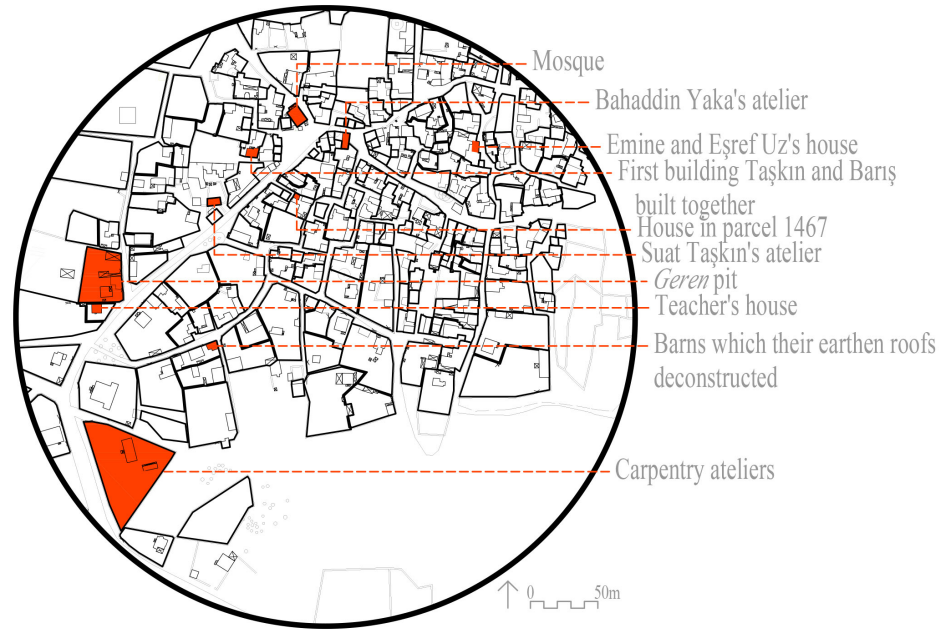 Mosque
Bahaddin Yaka's atelier
Emine and Eşref Uz's house
First building Taşkın and Barış
built together
House in parcel 1467
Suat Taşkın's atelier
Geren pit
Teacher's house
Barns which their earthen roofs
deconstructed
Carpentry ateliers
0 50m